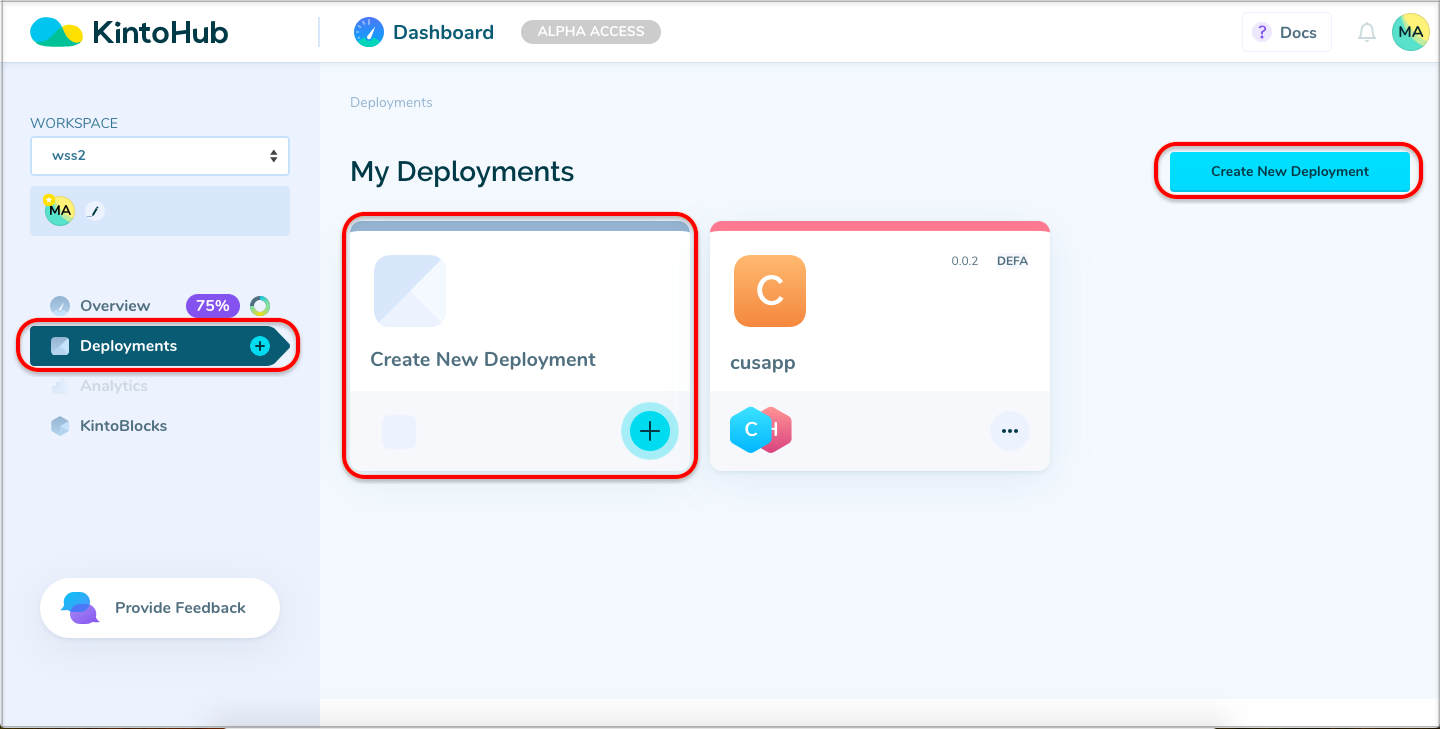 KintoHub
Dashboard
ALPHA ACCESS
? Docs
MA
WORKSPACE
wss2
MA
Overview 75%
Deployments
Analytics
KintoBlocks
Provide Feedback
Deployments
My Deployments
Create New Deployment
Create New Deployment
0.0.2 DEFA
C
cusapp
C H